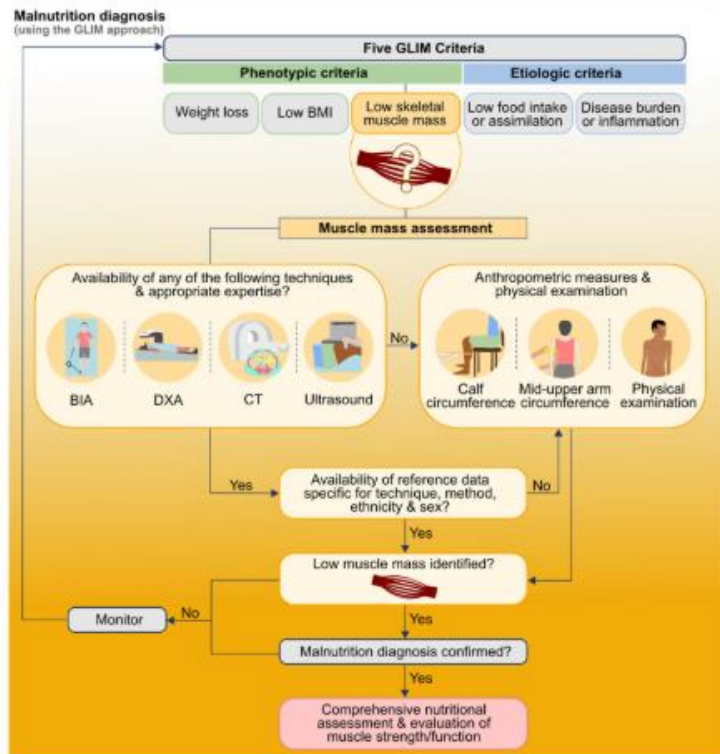 Malnutrition diagnosis
(using the GLIM approach)
Five GLIM Criteria
Phenotypic criteria
Etiologic criteria
Weight loss
Low BMI
Low skeletal
muscle mass
Low food intake
or assimilation
Disease burden
or inflammation
?
Muscle mass assessment
Availability of any of the following techniques
& appropriate expertise?
BIA
DXA
CT
Ultrasound
No
Anthropometric measures &
physical examination
Calf
circumference
Mid-upper arm
circumference
Physical
examination
Yes
Availability of reference data
specific for technique, method,
ethnicity & sex?
No
Yes
Low muscle mass identified?
No
Monitor
Yes
Malnutrition diagnosis confirmed?
Yes
Comprehensive nutritional
assessment & evaluation of
muscle strength/function